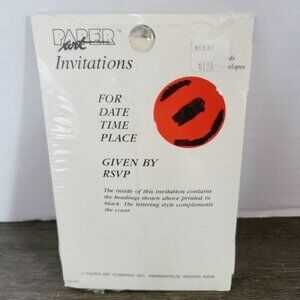 PAPER
art
Invitations
FOR
DATE
TIME
PLACE
GIVEN BY
RSVP
The inside of this invitation contains
the headings shown above printed in
black. The lettering style complements
the cover.
© PAPER ART COMPANY INC., INDIANAPOLIS, INDIANA